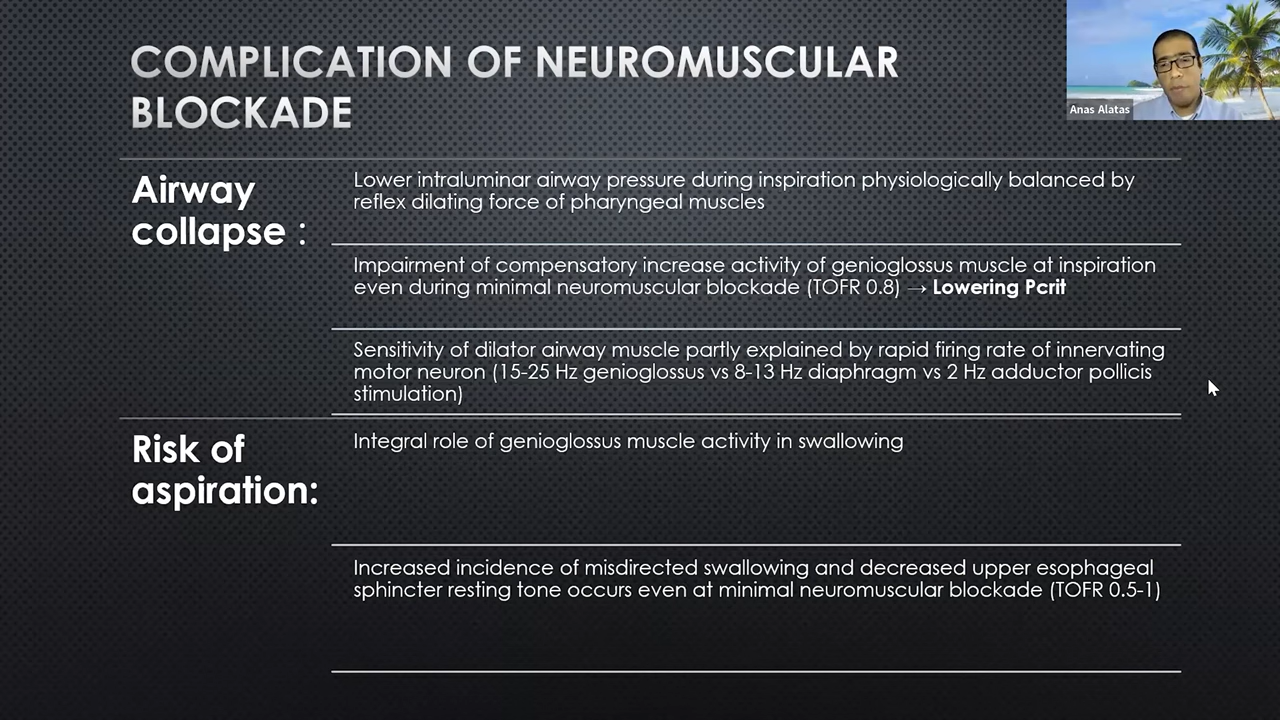 COMPLICATION OF NEUROMUSCULAR
BLOCKADE
Anas Alatas
Airway
collapse :
Lower intraluminar airway pressure during inspiration physiologically balanced by
reflex dilating force of pharyngeal muscles
Impairment of compensatory increase activity of genioglossus muscle at inspiration
even during minimal neuromuscular blockade (TOFR 0.8) → Lowering Pcrit
Sensitivity of dilator airway muscle partly explained by rapid firing rate of innervating
motor neuron (15-25 Hz genioglossus vs 8-13 Hz diaphragm vs 2 Hz adductor pollicis
stimulation)
Risk of
aspiration:
Integral role of genioglossus muscle activity in swallowing
Increased incidence of misdirected swallowing and decreased upper esophageal
sphincter resting tone occurs even at minimal neuromuscular blockade (TOFR 0.5-1)